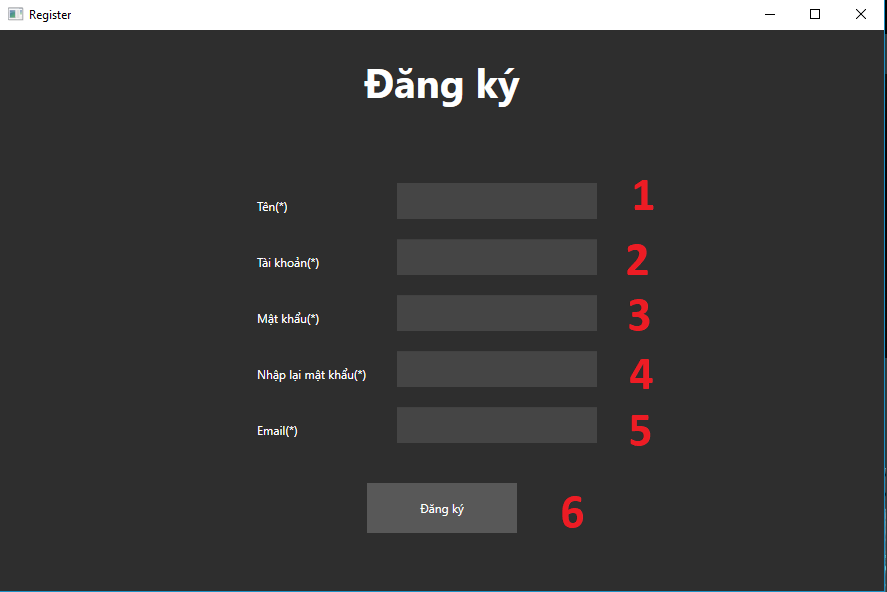 Register
Đăng ký
Tên(*)
1
Tài khoản(*)
2
Mật khẩu(*)
3
Nhập lại mật khẩu(*)
4
Email(*)
5
Đăng ký
6